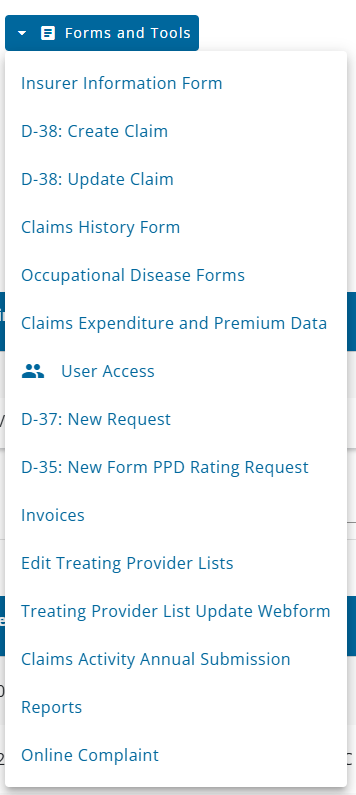 Forms and Tools
Insurer Information Form
D-38: Create Claim
D-38: Update Claim
Claims History Form
Occupational Disease Forms
Claims Expenditure and Premium Data
User Access
D-37: New Request
D-35: New Form PPD Rating Request
Invoices
Edit Treating Provider Lists
Treating Provider List Update Webform
Claims Activity Annual Submission
Reports
Online Complaint